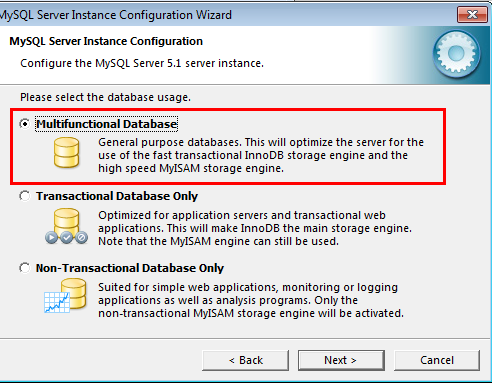 MySQL Server Instance Configuration Wizard
MySQL Server Instance Configuration
Configure the MySQL Server 5.1 server instance.
Please select the database usage.
Multifunctional Database
General purpose databases. This will optimize the server for the
use of the fast transactional InnoDB storage engine and the
high speed MyISAM storage engine.
Transactional Database Only
Optimized for application servers and transactional web
applications. This will make InnoDB the main storage engine.
Note that the MyISAM engine can still be used.
Non-Transactional Database Only
Suited for simple web applications, monitoring or logging
applications as well as analysis programs. Only the
non-transactional MyISAM storage engine will be activated.
< Back
Next >
Cancel